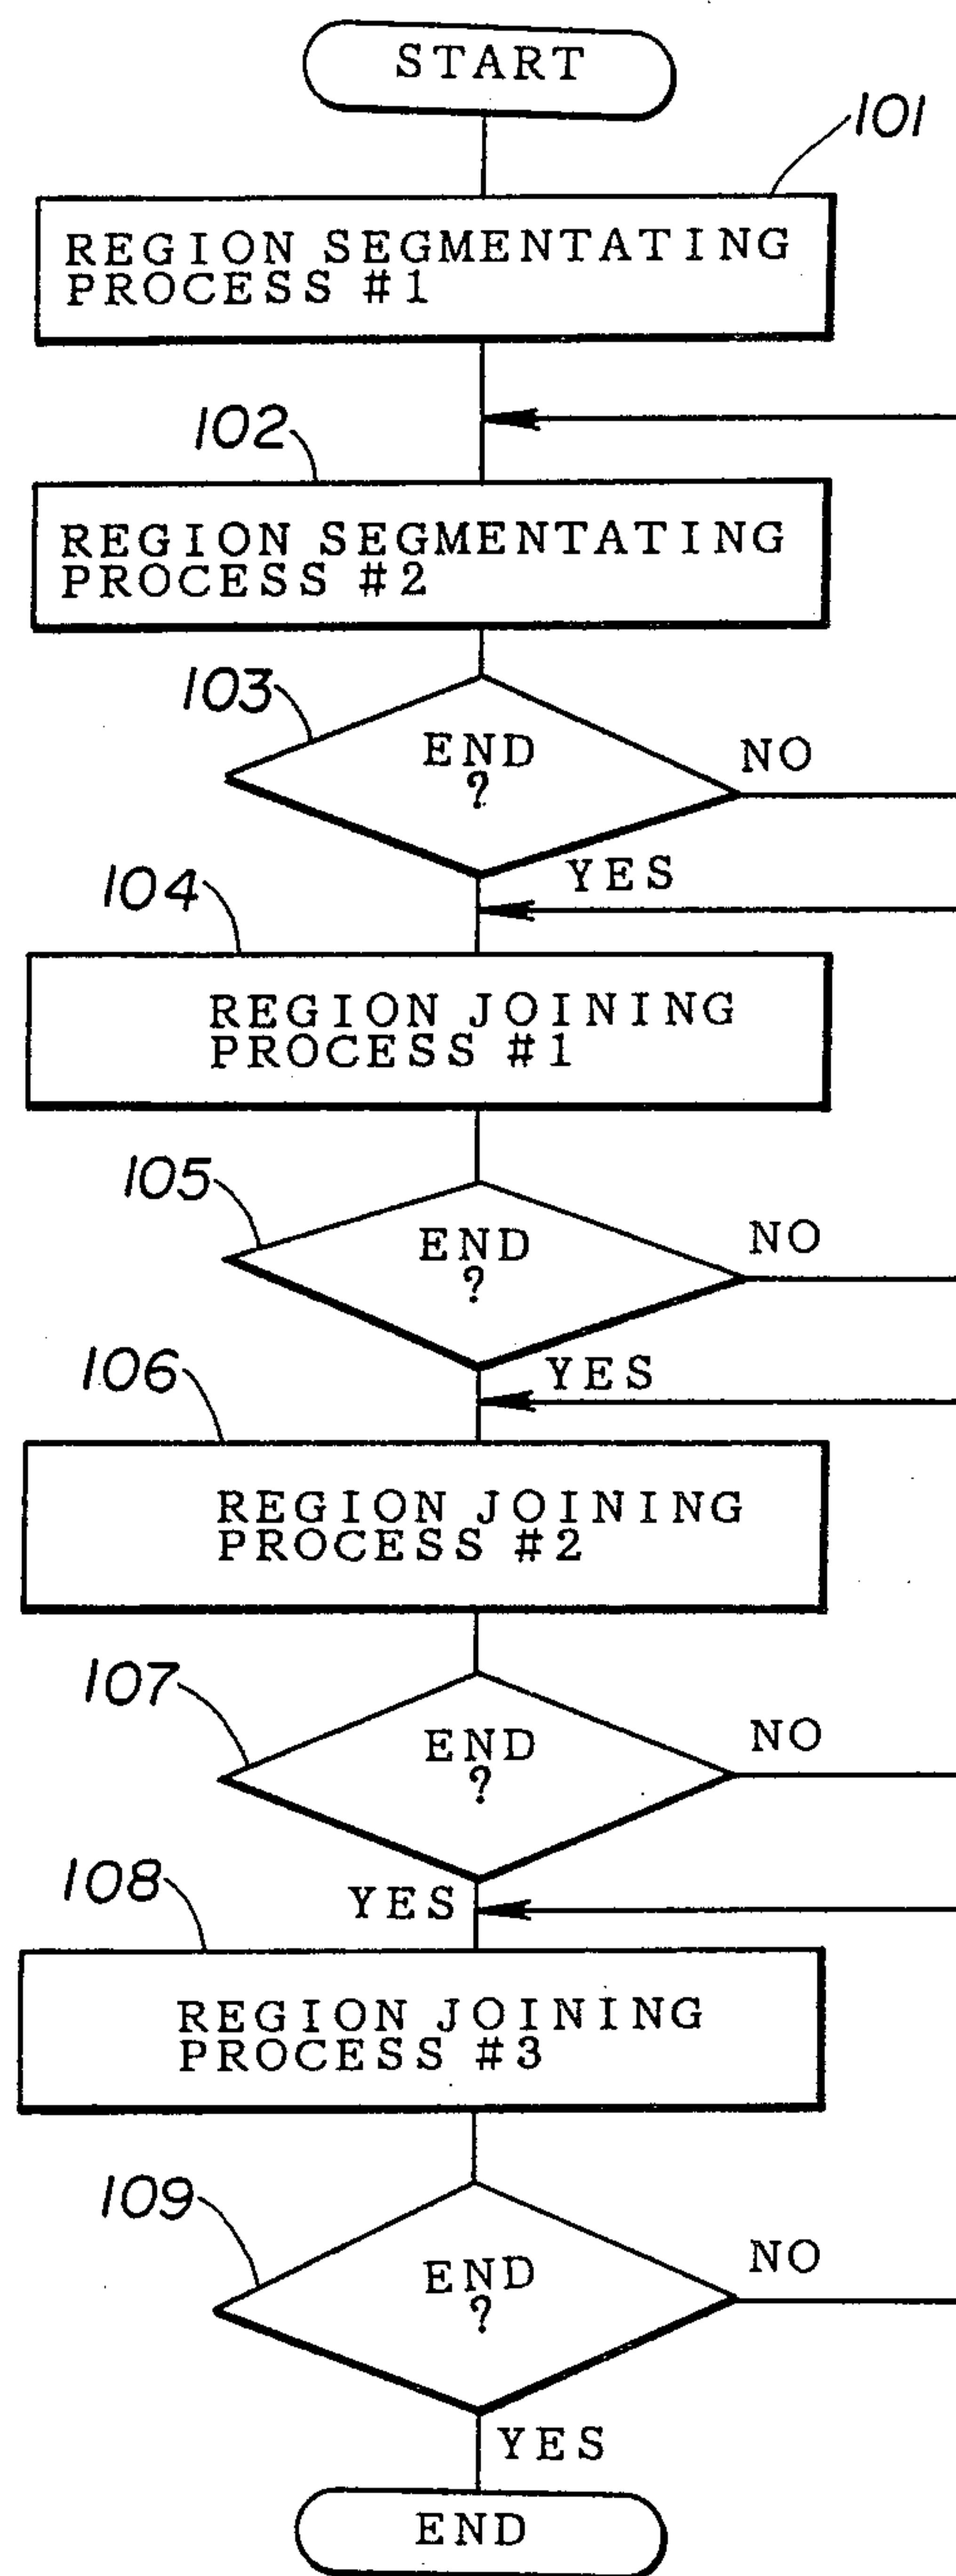 START
101
REGION SEGMENTATING
PROCESS #1
102
REGION SEGMENTATING
PROCESS #2
103
END
?
NO
YES
104
REGION JOINING
PROCESS #1
105
END
?
NO
YES
106
REGION JOINING
PROCESS #2
107
END
?
NO
YES
108
REGION JOINING
PROCESS #3
109
END
?
NO
YES
END